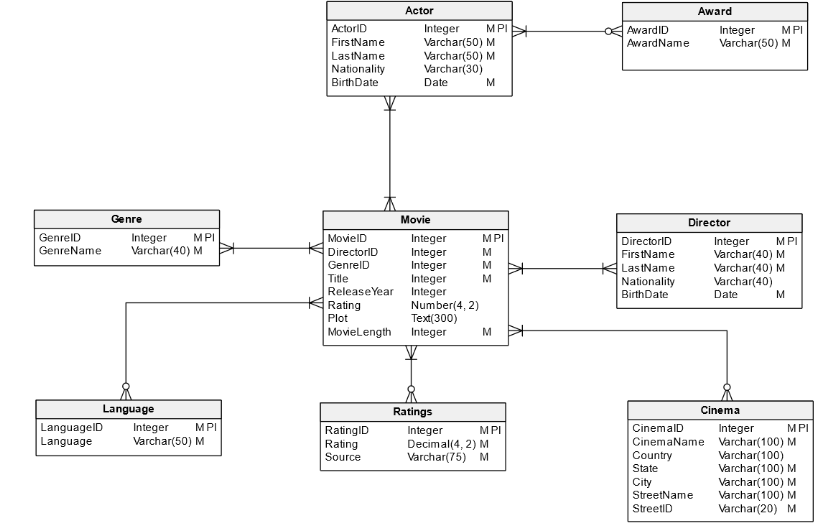 Actor
ActorID Integer M PI
FirstName Varchar(50) M
LastName Varchar(50) M
Nationality Varchar(30)
BirthDate Date M
Award
AwardID Integer M PI
AwardName Varchar(50) M
Genre
GenreID Integer M PI
GenreName Varchar(40) M
Movie
MovieID Integer M PI
DirectorID Integer M
GenreID Integer M
Title Integer M
ReleaseYear Integer
Rating Number(4, 2)
Plot Text(300)
MovieLength Integer M
Director
DirectorID Integer M PI
FirstName Varchar(40) M
LastName Varchar(40) M
Nationality Varchar(40)
BirthDate Date M
Language
LanguageID Integer M PI
Language Varchar(50) M
Ratings
RatingID Integer M PI
Rating Decimal(4, 2) M
Source Varchar(75) M
Cinema
CinemaID Integer M PI
CinemaName Varchar(100) M
Country Varchar(100)
State Varchar(100) M
City Varchar(100) M
StreetName Varchar(100) M
StreetID Varchar(20) M